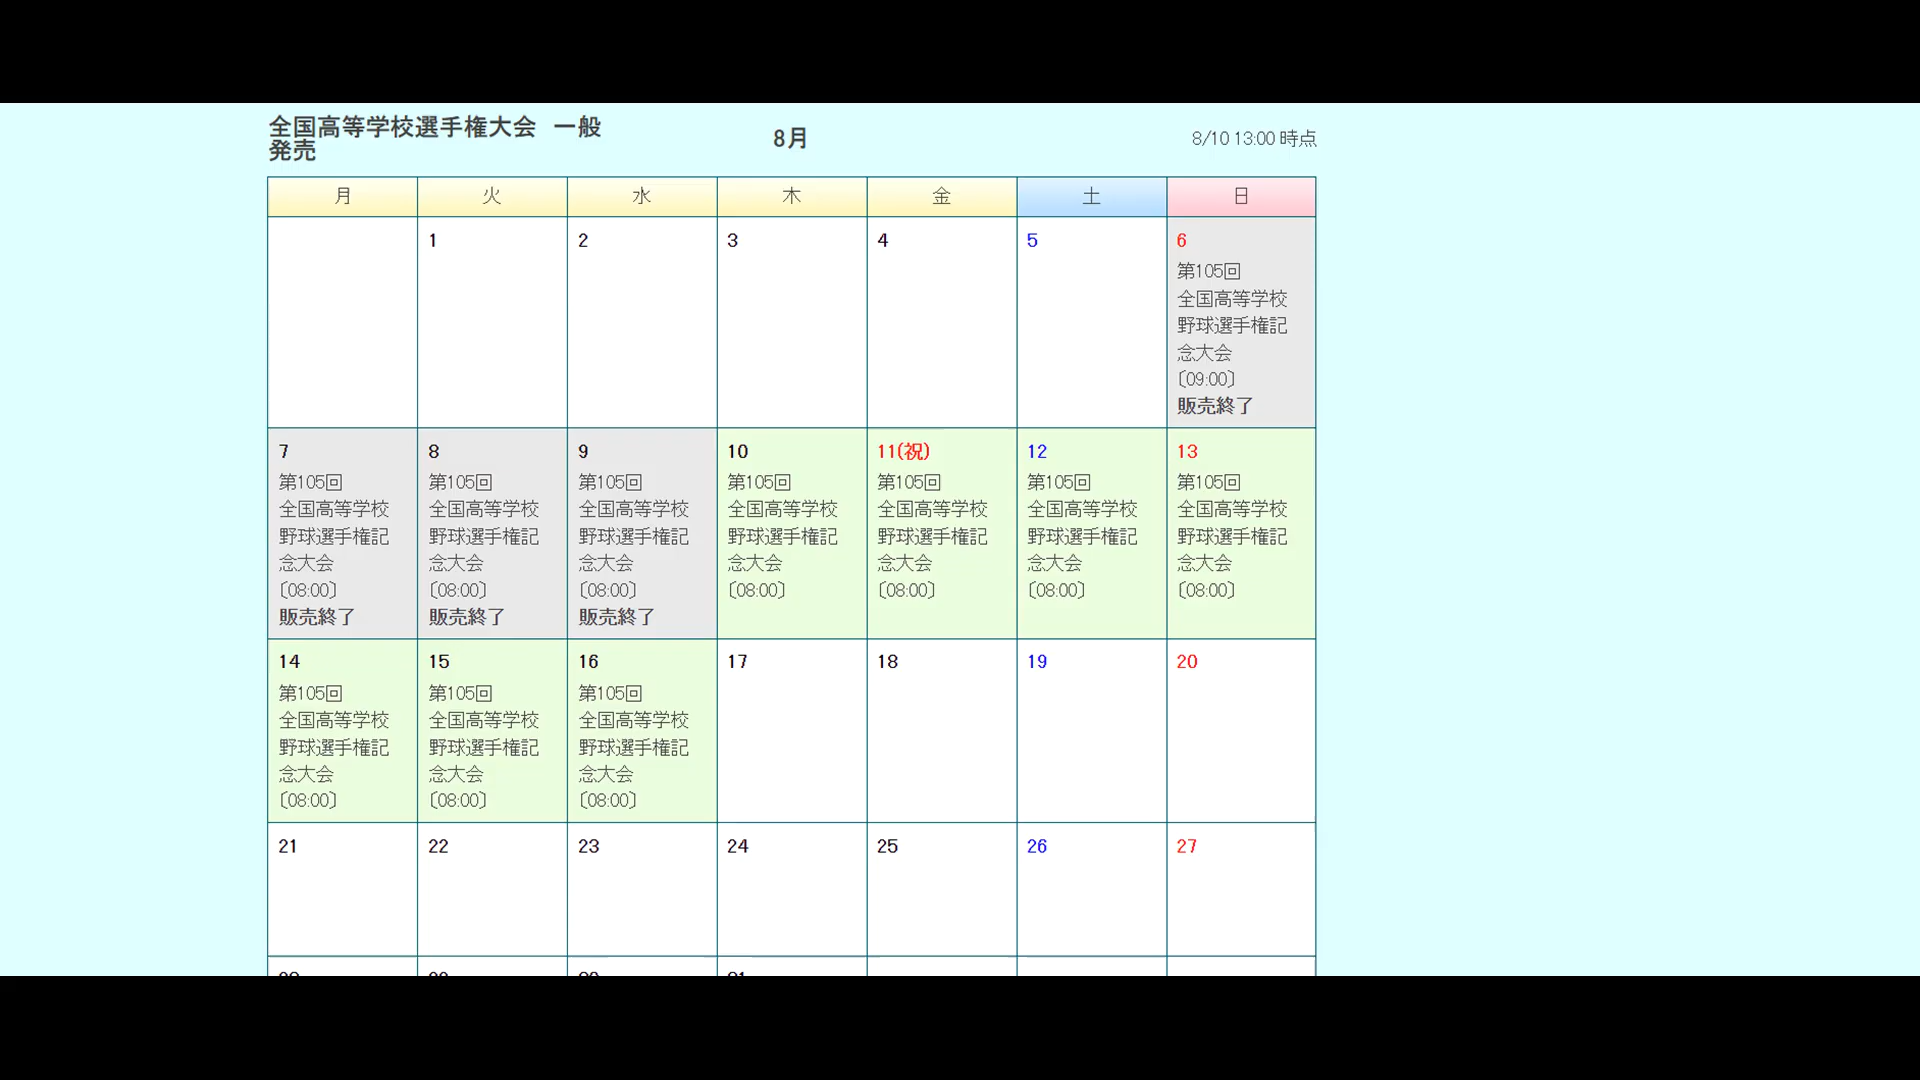 全国高等学校選手権大会　一般
発売
8月
8/10 13:00 時点
月 火 水 木 金 土 日
1 2 3 4 5 6
第105回
全国高等学校
野球選手権記
念大会
〔09:00〕
販売終了
7 8 9 10 11(祝) 12 13
第105回 第105回 第105回 第105回 第105回 第105回 第105回
全国高等学校 全国高等学校 全国高等学校 全国高等学校 全国高等学校 全国高等学校 全国高等学校
野球選手権記 野球選手権記 野球選手権記 野球選手権記 野球選手権記 野球選手権記 野球選手権記
念大会 念大会 念大会 念大会 念大会 念大会 念大会
〔08:00〕 〔08:00〕 〔08:00〕 〔08:00〕 〔08:00〕 〔08:00〕 〔08:00〕
販売終了 販売終了 販売終了
14 15 16 17 18 19 20
第105回 第105回 第105回
全国高等学校 全国高等学校 全国高等学校
野球選手権記 野球選手権記 野球選手権記
念大会 念大会 念大会
〔08:00〕 〔08:00〕 〔08:00〕
21 22 23 24 25 26 27